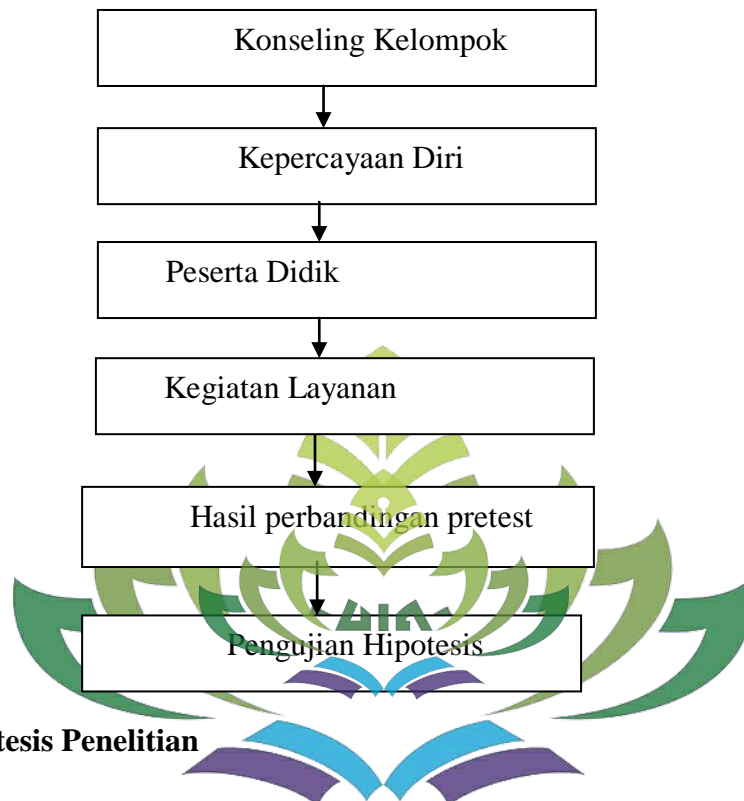 Konseling Kelompok
Kepercayaan Diri
Peserta Didik
Kegiatan Layanan
Hasil perbandingan pretest
Pengujian Hipotesis
tesis Penelitian